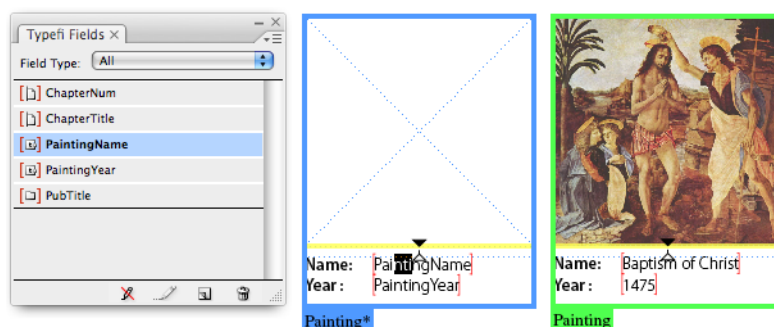 Typefi Fields ×
Field Type: All
ChapterNum
ChapterTitle
PaintingName
PaintingYear
PubTitle
Name: PaintingName
Year: PaintingYear
Painting*
Name: Baptism of Christ
Year: 1475
Painting